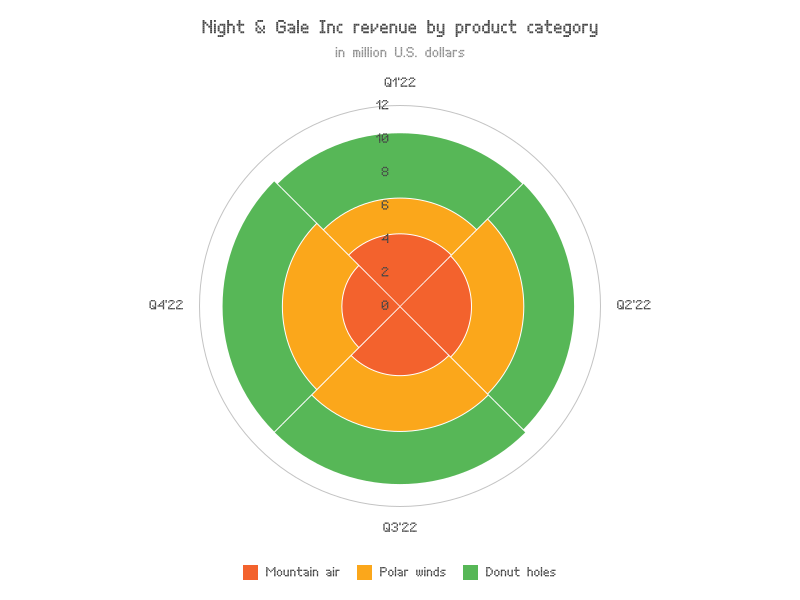 Night & Gale Inc revenue by product category
in million U.S. dollars
Q1'22
12
10
8
6
4
2
0
Q4'22
Q2'22
Q3'22
Mountain air
Polar winds
Donut holes